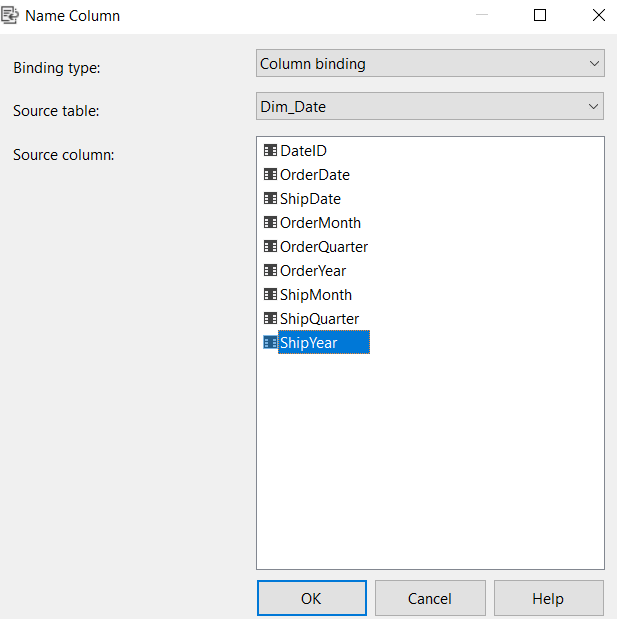 Name Column
Binding type:
Column binding
Source table:
Dim_Date
Source column:
DateID
OrderDate
ShipDate
OrderMonth
OrderQuarter
OrderYear
ShipMonth
ShipQuarter
ShipYear
OK Cancel Help